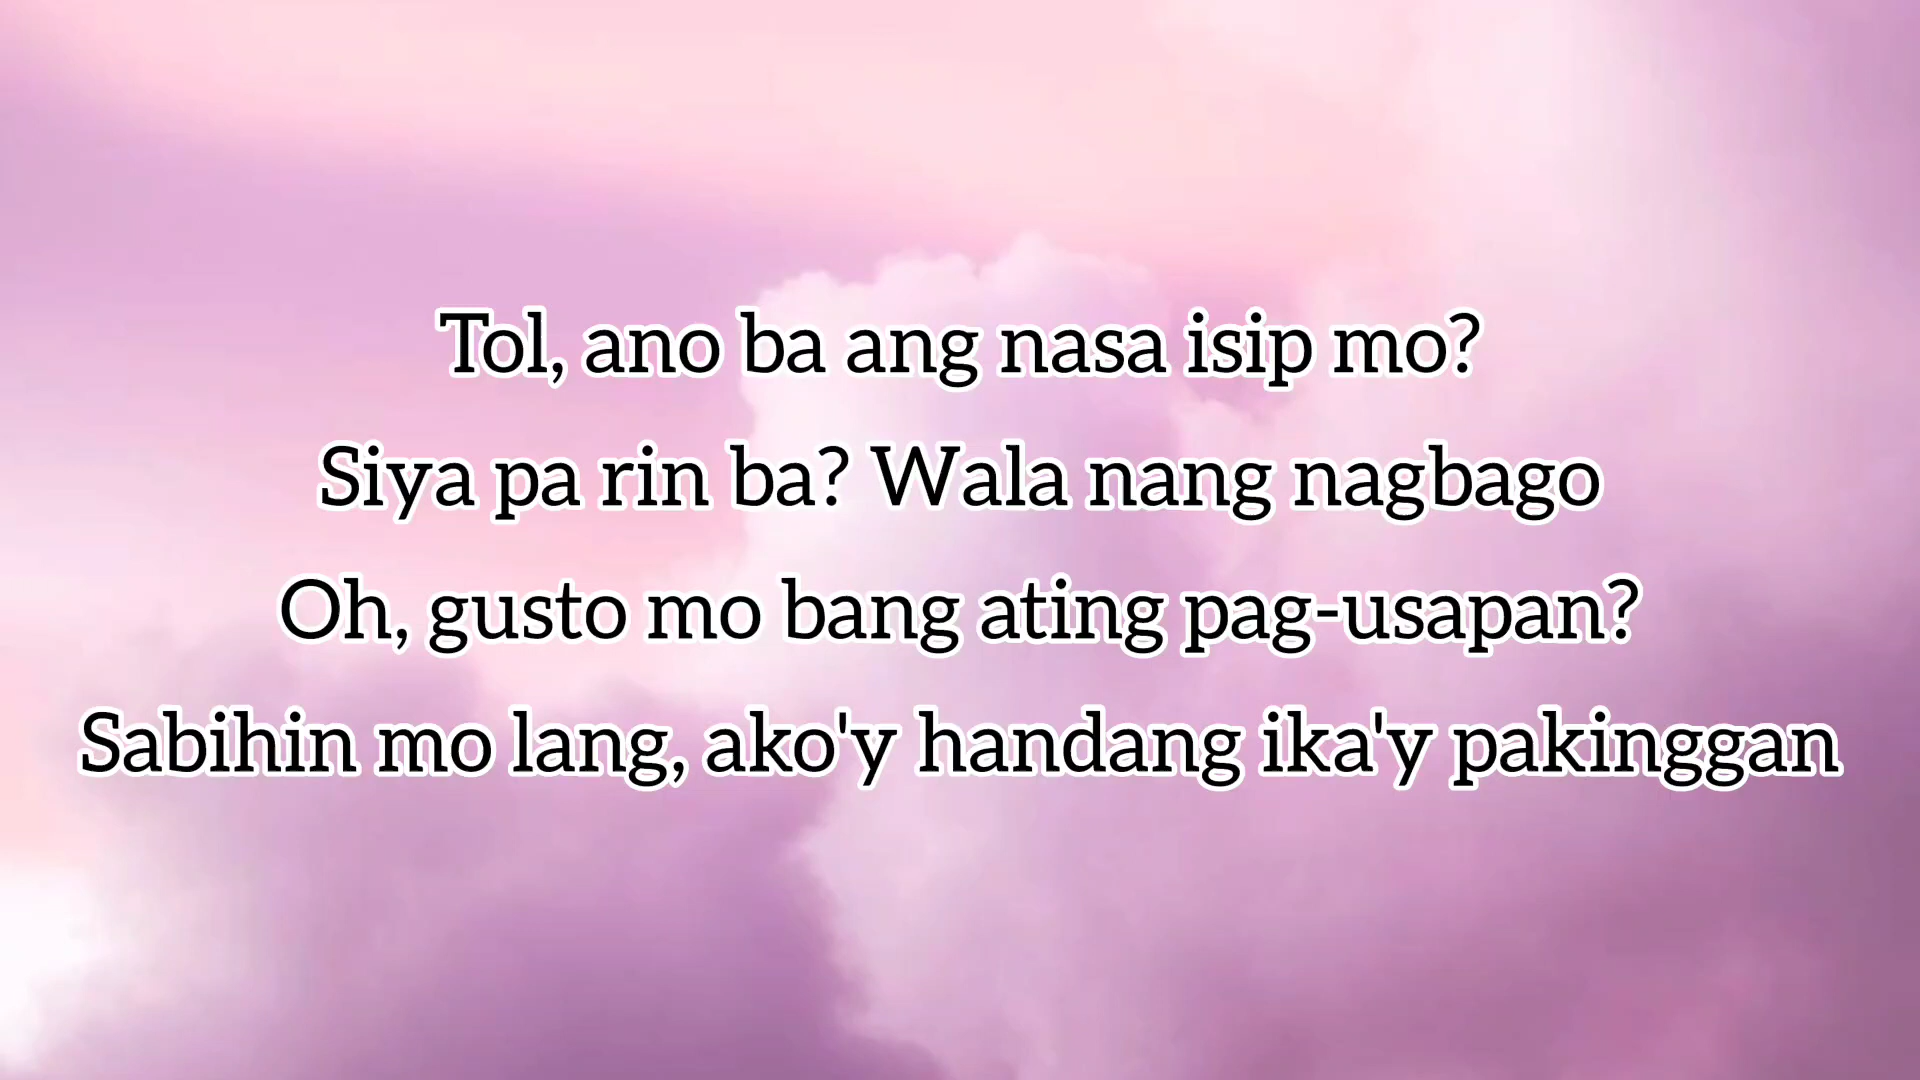 Tol, ano ba ang nasa isip mo?
Siya pa rin ba? Wala nang nagbago
Oh, gusto mo bang ating pag-usapan?
Sabihin mo lang, ako'y handang ika'y pakinggan